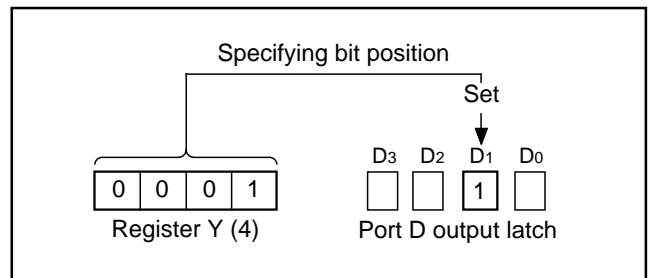 Specifying bit position
Set
D3 D2 D1 D0
0 0 0 1 1
Register Y (4) Port D output latch